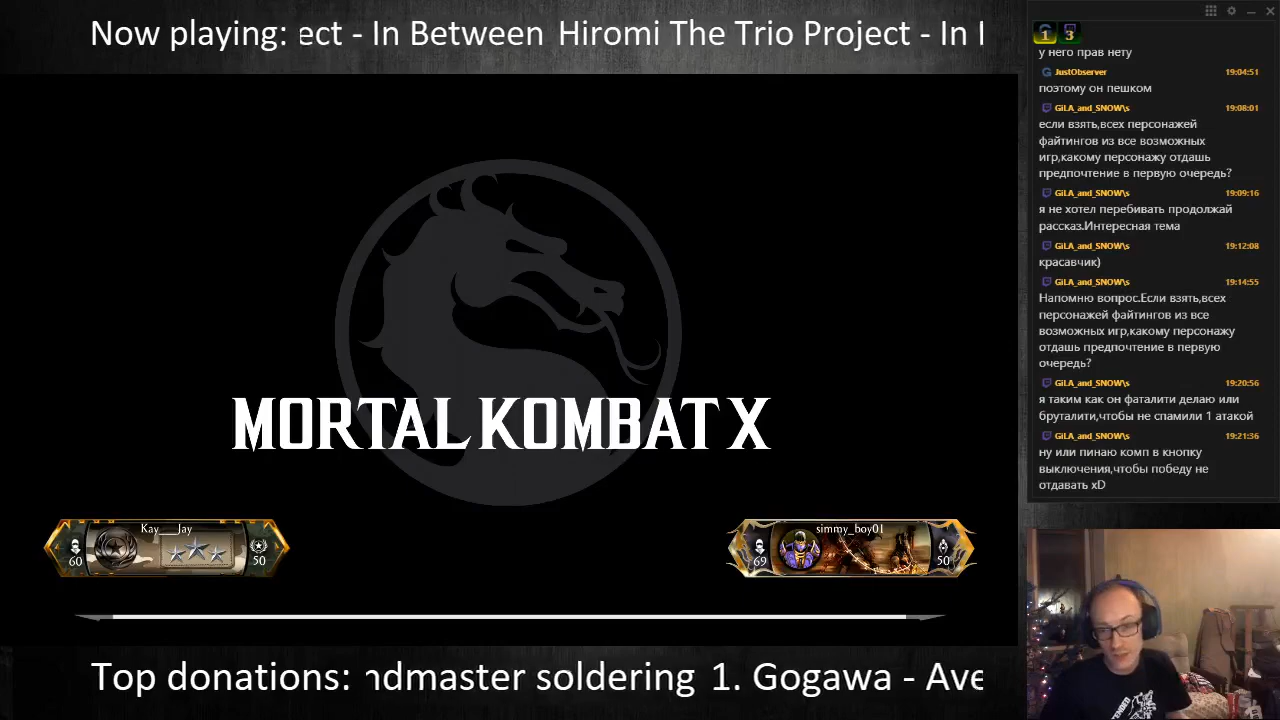 Now playing: ect - In Between Hiromi The Trio Project - In
1 3
у него прав нету
JustObserver 19:04:51
поэтому он пешком
GiLA_and_SNOW\s 19:08:01
если взять,всех персонажей
файтингов из все возможных
игр,какому персонажу отдашь
предпочтение в первую очередь?
GiLA_and_SNOW\s 19:09:16
я не хотел перебивать продолжай
рассказ.Интересная тема
GiLA_and_SNOW\s 19:12:08
красавчик)
GiLA_and_SNOW\s 19:14:55
Напомню вопрос.Если взять,всех
персонажей файтингов из все
возможных игр,какому персонажу
отдашь предпочтение в первую
очередь?
GiLA_and_SNOW\s 19:20:56
я таким как он фаталити делаю или
бруталити,чтобы не спамили 1 атакой
GiLA_and_SNOW\s 19:21:36
ну или пинаю комп в кнопку
выключения,чтобы победу не
отдавать xD
MORTAL KOMBAT X
Kay___Jay
60 50
simmy_boy01
69 50
Top donations: ndmaster soldering 1. Gogawa - Ave